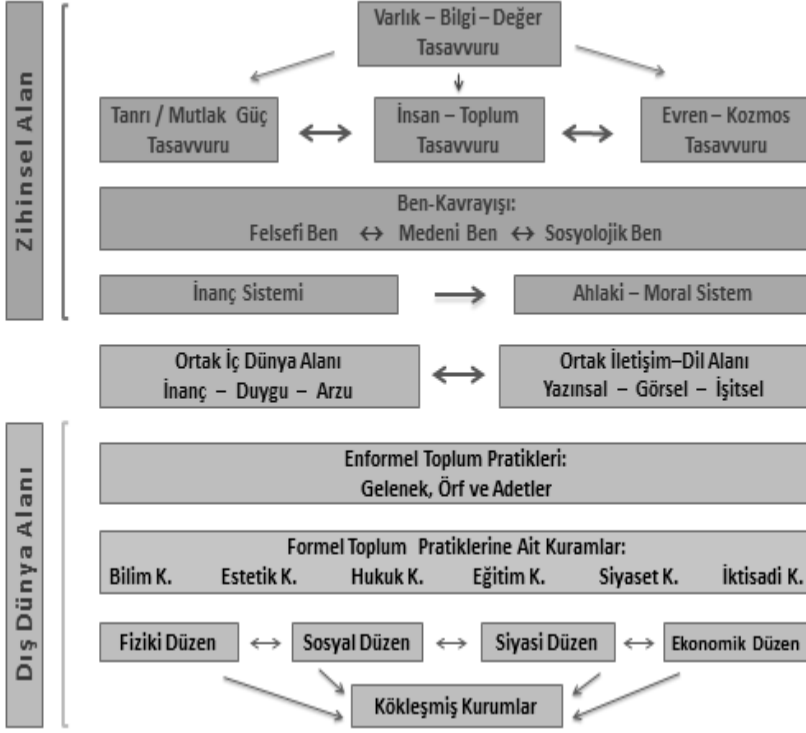 Zihinsel Alan
Varlık – Bilgi – Değer
Tasavvuru
Tanrı / Mutlak Güç
Tasavvuru
İnsan – Toplum
Tasavvuru
Evren – Kozmos
Tasavvuru
Ben-Kavrayışı:
Felsefi Ben ↔ Medeni Ben ↔ Sosyolojik Ben
İnanç Sistemi
Ahlaki – Moral Sistem
Ortak İç Dünya Alanı
İnanç – Duygu – Arzu
Ortak İletişim–Dil Alanı
Yazınsal – Görsel – İşitsel
Dış Dünya Alanı
Enformel Toplum Pratikleri:
Gelenek, Örf ve Adetler
Formel Toplum Pratiklerine Ait Kuramlar:
Bilim K. Estetik K. Hukuk K. Eğitim K. Siyaset K. İktisadi K.
Fiziki Düzen
Sosyal Düzen
Siyasi Düzen
Ekonomik Düzen
Kökleşmiş Kurumlar